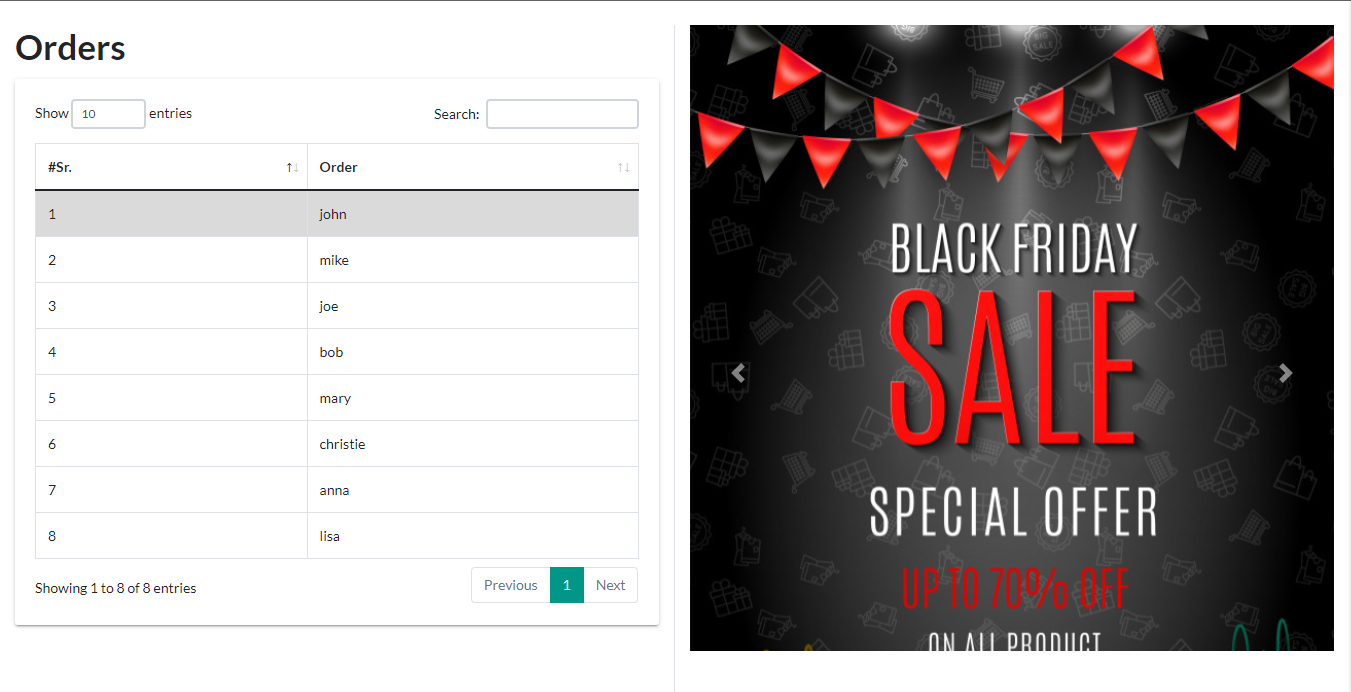 Orders
Show 10 entries
Search:
#Sr. Order
1 john
2 mike
3 joe
4 bob
5 mary
6 christie
7 anna
8 lisa
Showing 1 to 8 of 8 entries
Previous 1 Next
BIG SALE
BLACK FRIDAY
SALE
SPECIAL OFFER
UP TO 70% OFF
ON ALL PRODUCT